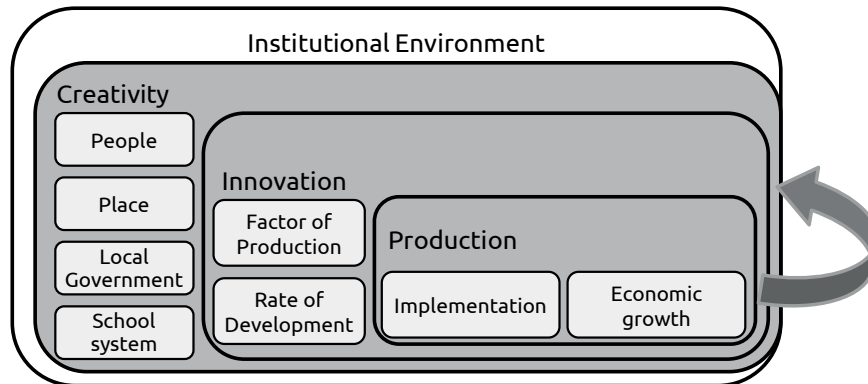 Institutional Environment
Creativity
People
Place
Local
Government
School
system
Innovation
Factor of
Production
Rate of
Development
Production
Implementation
Economic
growth